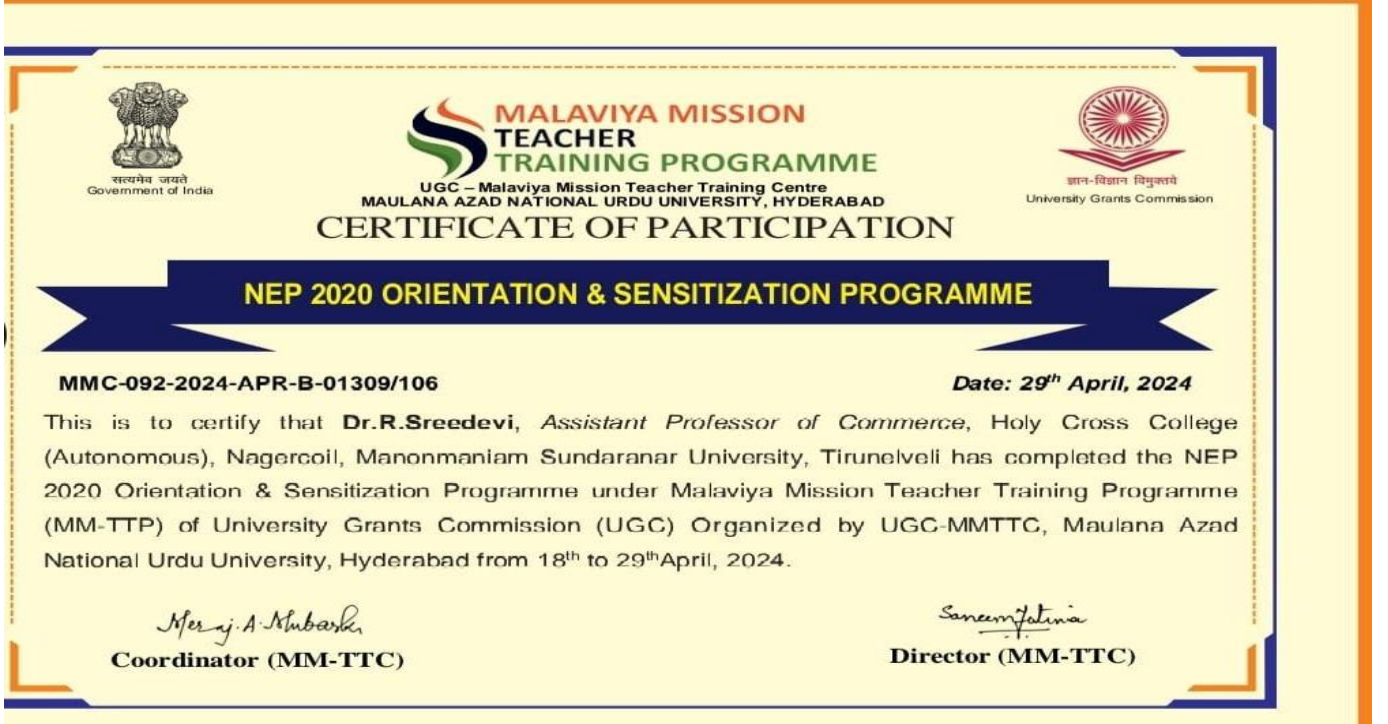 सत्यमेव जयते
Government of India
MALAVIYA MISSION
TEACHER
TRAINING PROGRAMME
UGC – Malaviya Mission Teacher Training Centre
MAULANA AZAD NATIONAL URDU UNIVERSITY, HYDERABAD
ज्ञान-विज्ञान विमुक्तये
University Grants Commission
CERTIFICATE OF PARTICIPATION
NEP 2020 ORIENTATION & SENSITIZATION PROGRAMME
MMC-092-2024-APR-B-01309/106 Date: 29th April, 2024
This is to certify that Dr.R.Sreedevi, Assistant Professor of Commerce, Holy Cross College
(Autonomous), Nagercoil, Manonmaniam Sundaranar University, Tirunelveli has completed the NEP
2020 Orientation & Sensitization Programme under Malaviya Mission Teacher Training Programme
(MM-TTP) of University Grants Commission (UGC) Organized by UGC-MMTTC, Maulana Azad
National Urdu University, Hyderabad from 18th to 29thApril, 2024.
Meraj.A.Mubarki
Coordinator (MM-TTC)
Saneem Fatima
Director (MM-TTC)